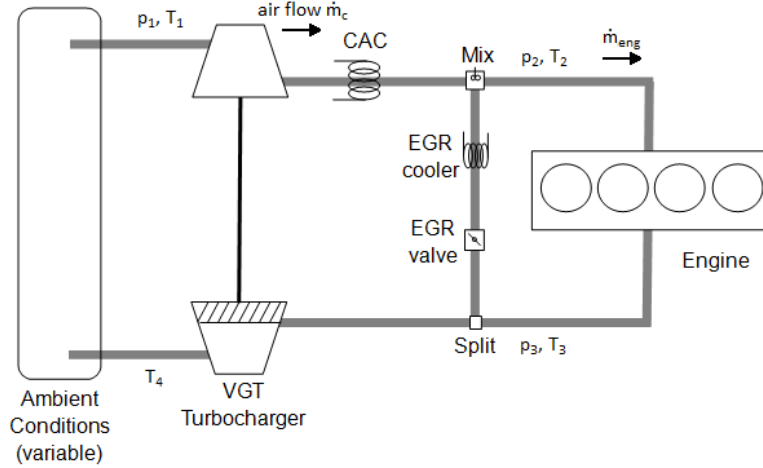 air flow ṁc
p1, T1
CAC
Mix
p2, T2
ṁeng
EGR
cooler
EGR
valve
Engine
Split
p3, T3
T4
VGT
Turbocharger
Ambient
Conditions
(variable)